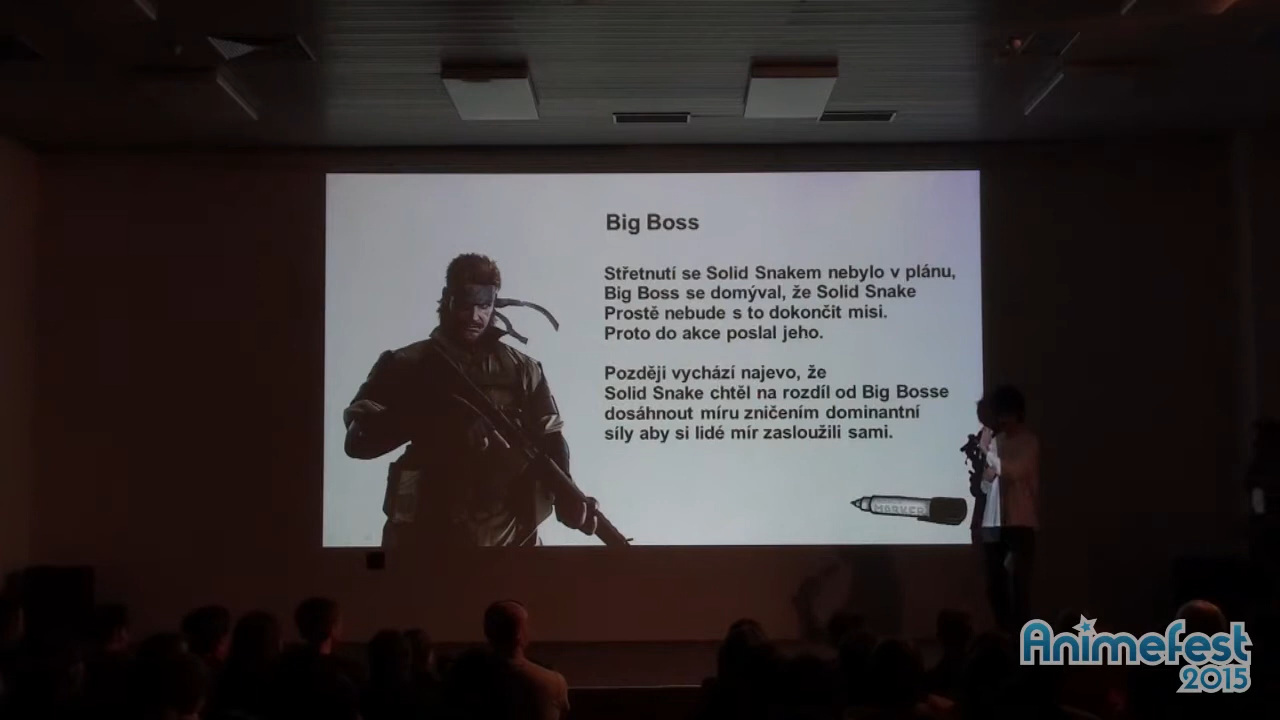 Big Boss
Střetnutí se Solid Snakem nebylo v plánu,
Big Boss se domýval, že Solid Snake
Prostě nebude s to dokončit misi.
Proto do akce poslal jeho.
Později vychází najevo, že
Solid Snake chtěl na rozdíl od Big Bosse
dosáhnout míru zničením dominantní
síly aby si lidé mír zasloužili sami.
MARKER
AnimeFest
2015